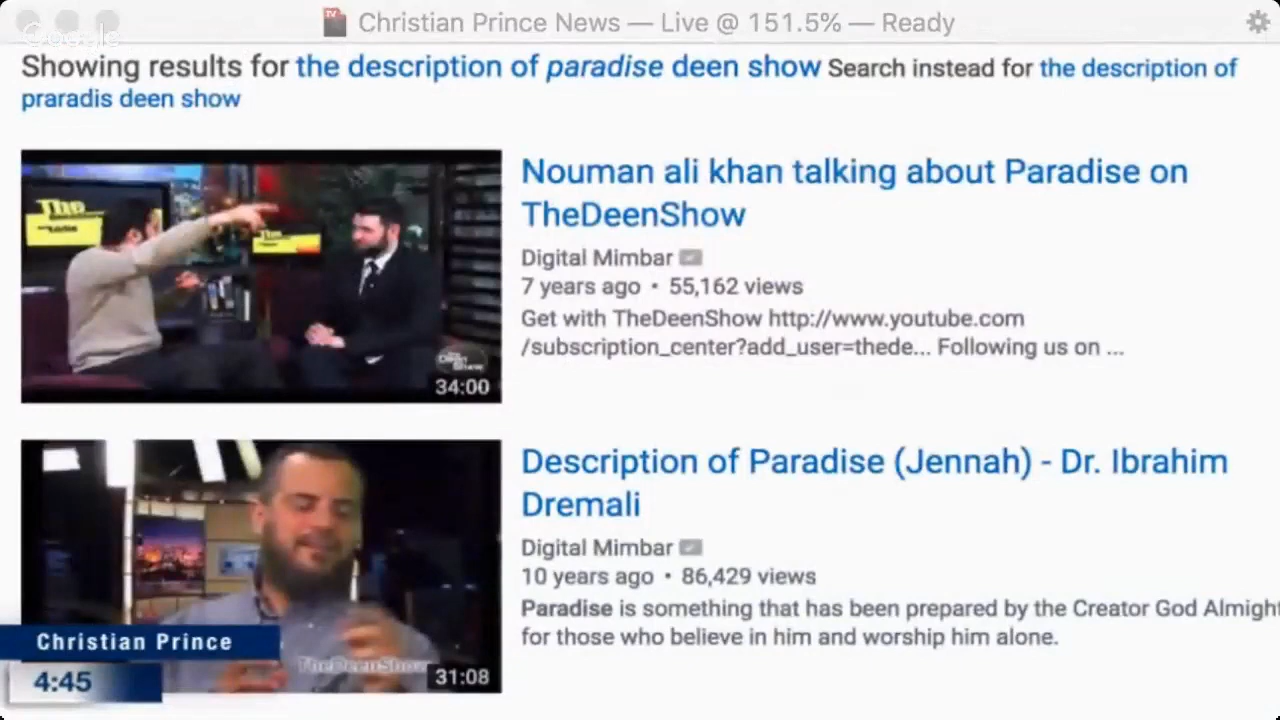 Christian Prince News — Live @ 151.5% — Ready
Google
Showing results for the description of paradise deen show Search instead for the description of
praradis deen show
Nouman ali khan talking about Paradise on
TheDeenShow
Digital Mimbar
7 years ago • 55,162 views
Get with TheDeenShow http://www.youtube.com
/subscription_center?add_user=thede... Following us on ...
The
The
34:00
Description of Paradise (Jennah) - Dr. Ibrahim
Dremali
Digital Mimbar
10 years ago • 86,429 views
Paradise is something that has been prepared by the Creator God Almight
for those who believe in him and worship him alone.
TheDeenShow
31:08
Christian Prince
4:45